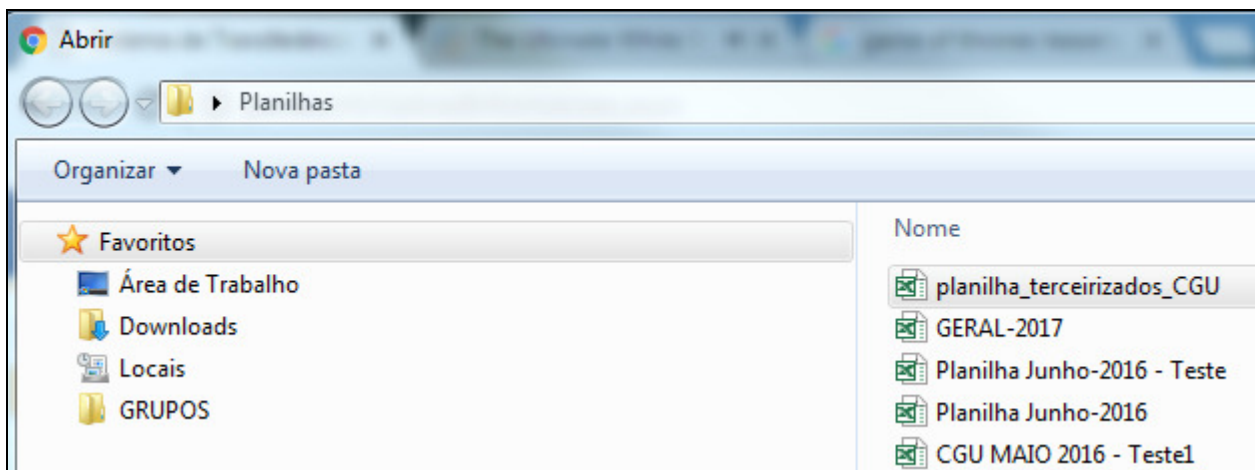 Abrir
Planilhas
Organizar Nova pasta
Favoritos
Área de Trabalho
Downloads
Locais
GRUPOS
Nome
planilha_terceirizados_CGU
GERAL-2017
Planilha Junho-2016 - Teste
Planilha Junho-2016
CGU MAIO 2016 - Teste1